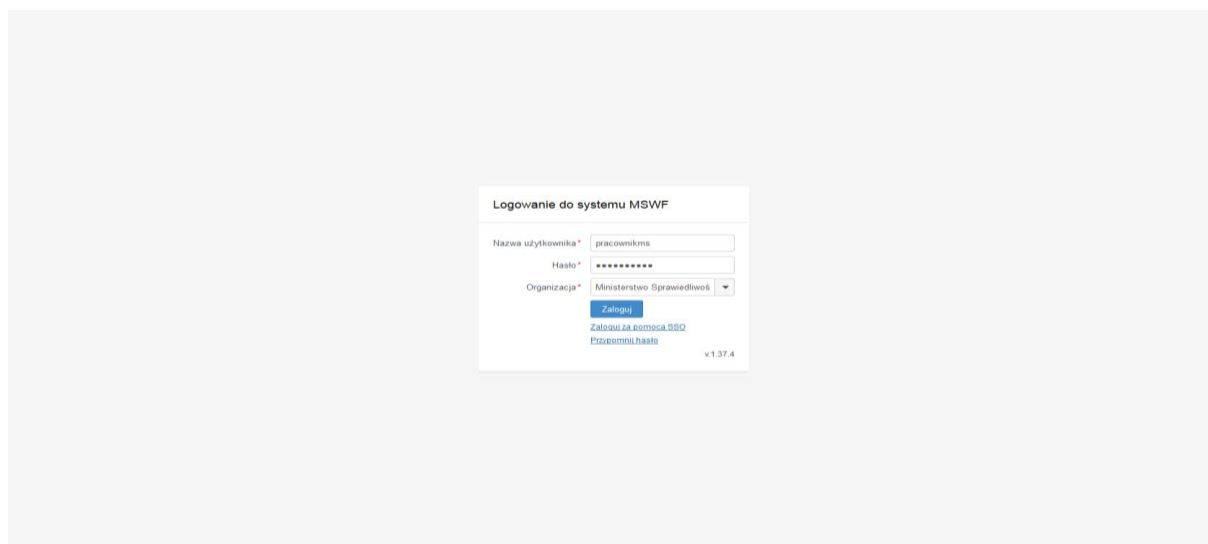 Logowanie do systemu MSWF
Nazwa użytkownika* pracownikms
Hasło* ••••••••••
Organizacja* Ministerstwo Sprawiedliwoś
Zaloguj
Zaloguj za pomocą SSO
Przypomnij hasło
v.1.37.4